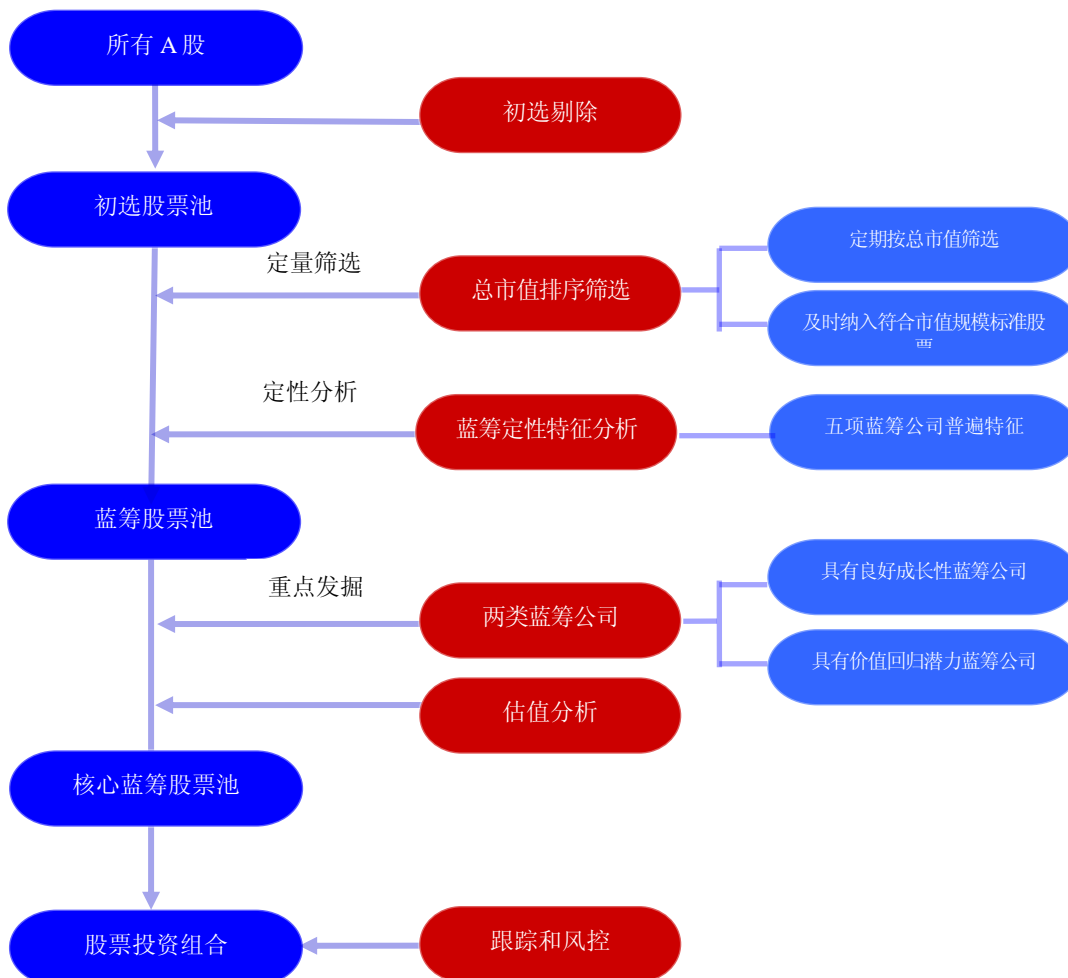 所有 A 股
初选剔除
初选股票池
定量筛选
总市值排序筛选
定期按总市值筛选
及时纳入符合市值规模标准股
票
定性分析
蓝筹定性特征分析
五项蓝筹公司普遍特征
蓝筹股票池
重点发掘
两类蓝筹公司
具有良好成长性蓝筹公司
具有价值回归潜力蓝筹公司
估值分析
核心蓝筹股票池
股票投资组合
跟踪和风控